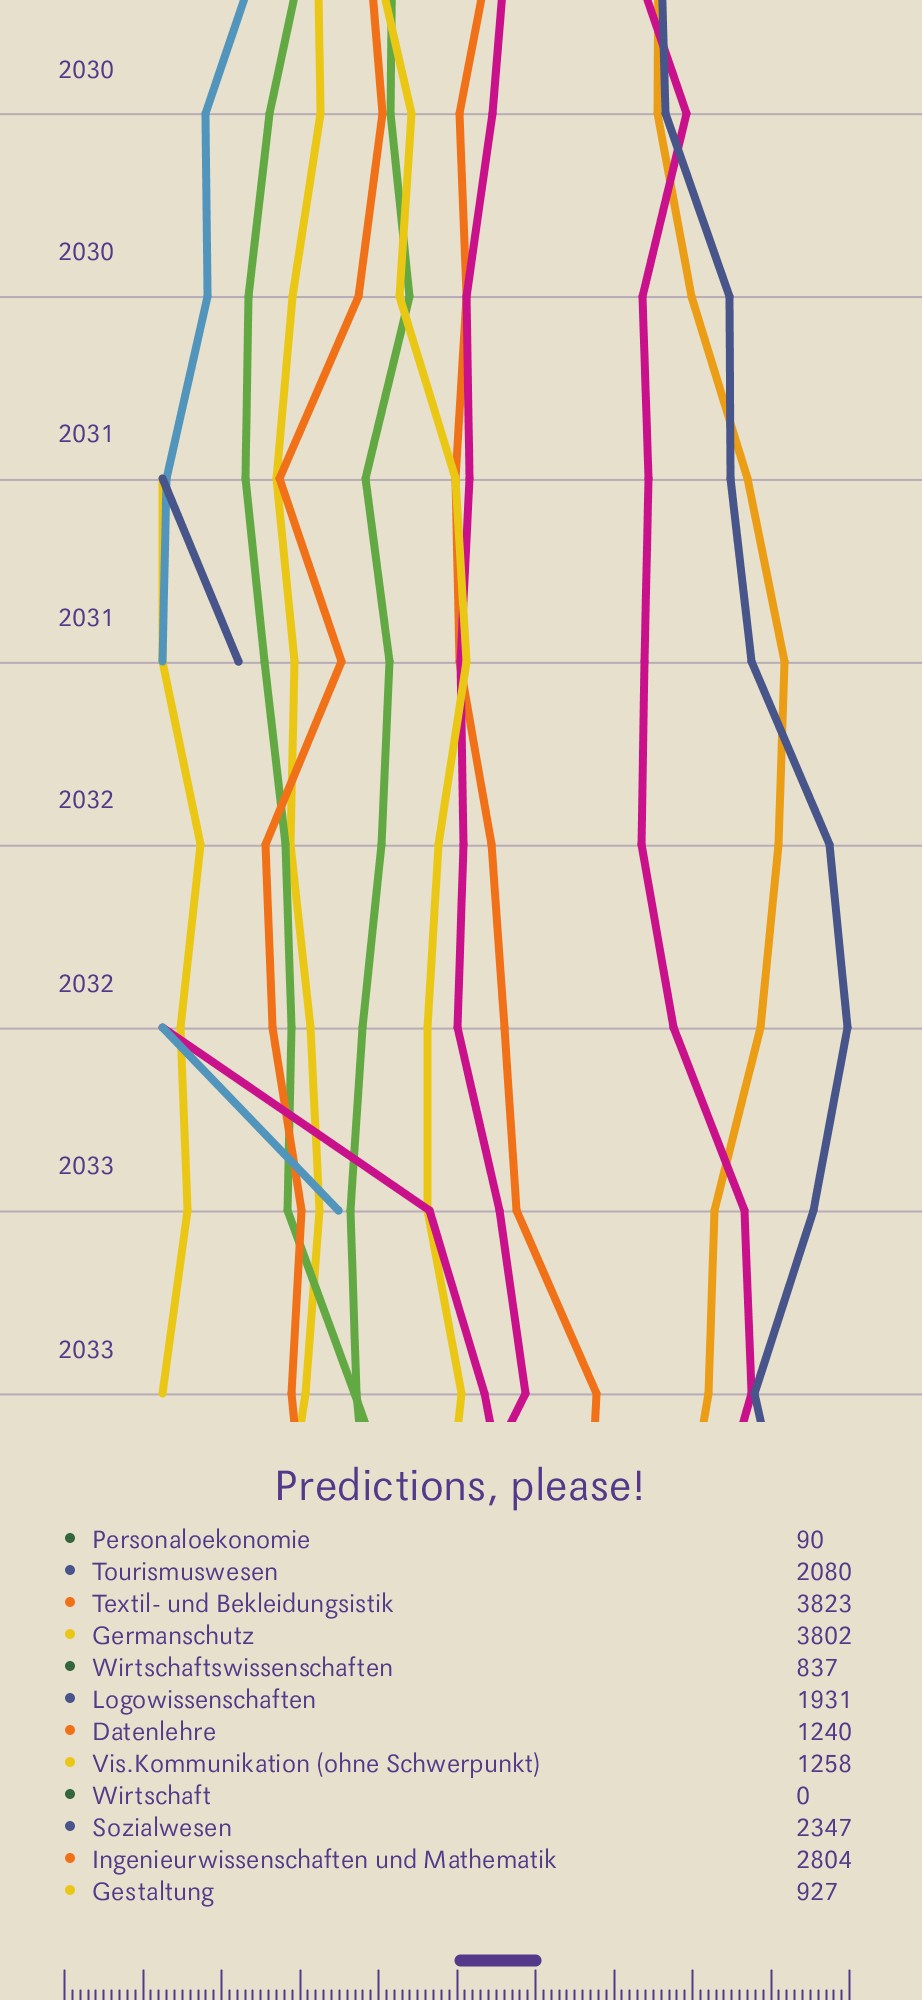 2030
2030
2031
2031
2032
2032
2033
2033
Predictions, please!
Personaloekonomie 90
Tourismuswesen 2080
Textil- und Bekleidungsistik 3823
Germanschutz 3802
Wirtschaftswissenschaften 837
Logowissenschaften 1931
Datenlehre 1240
Vis.Kommunikation (ohne Schwerpunkt) 1258
Wirtschaft 0
Sozialwesen 2347
Ingenieurwissenschaften und Mathematik 2804
Gestaltung 927